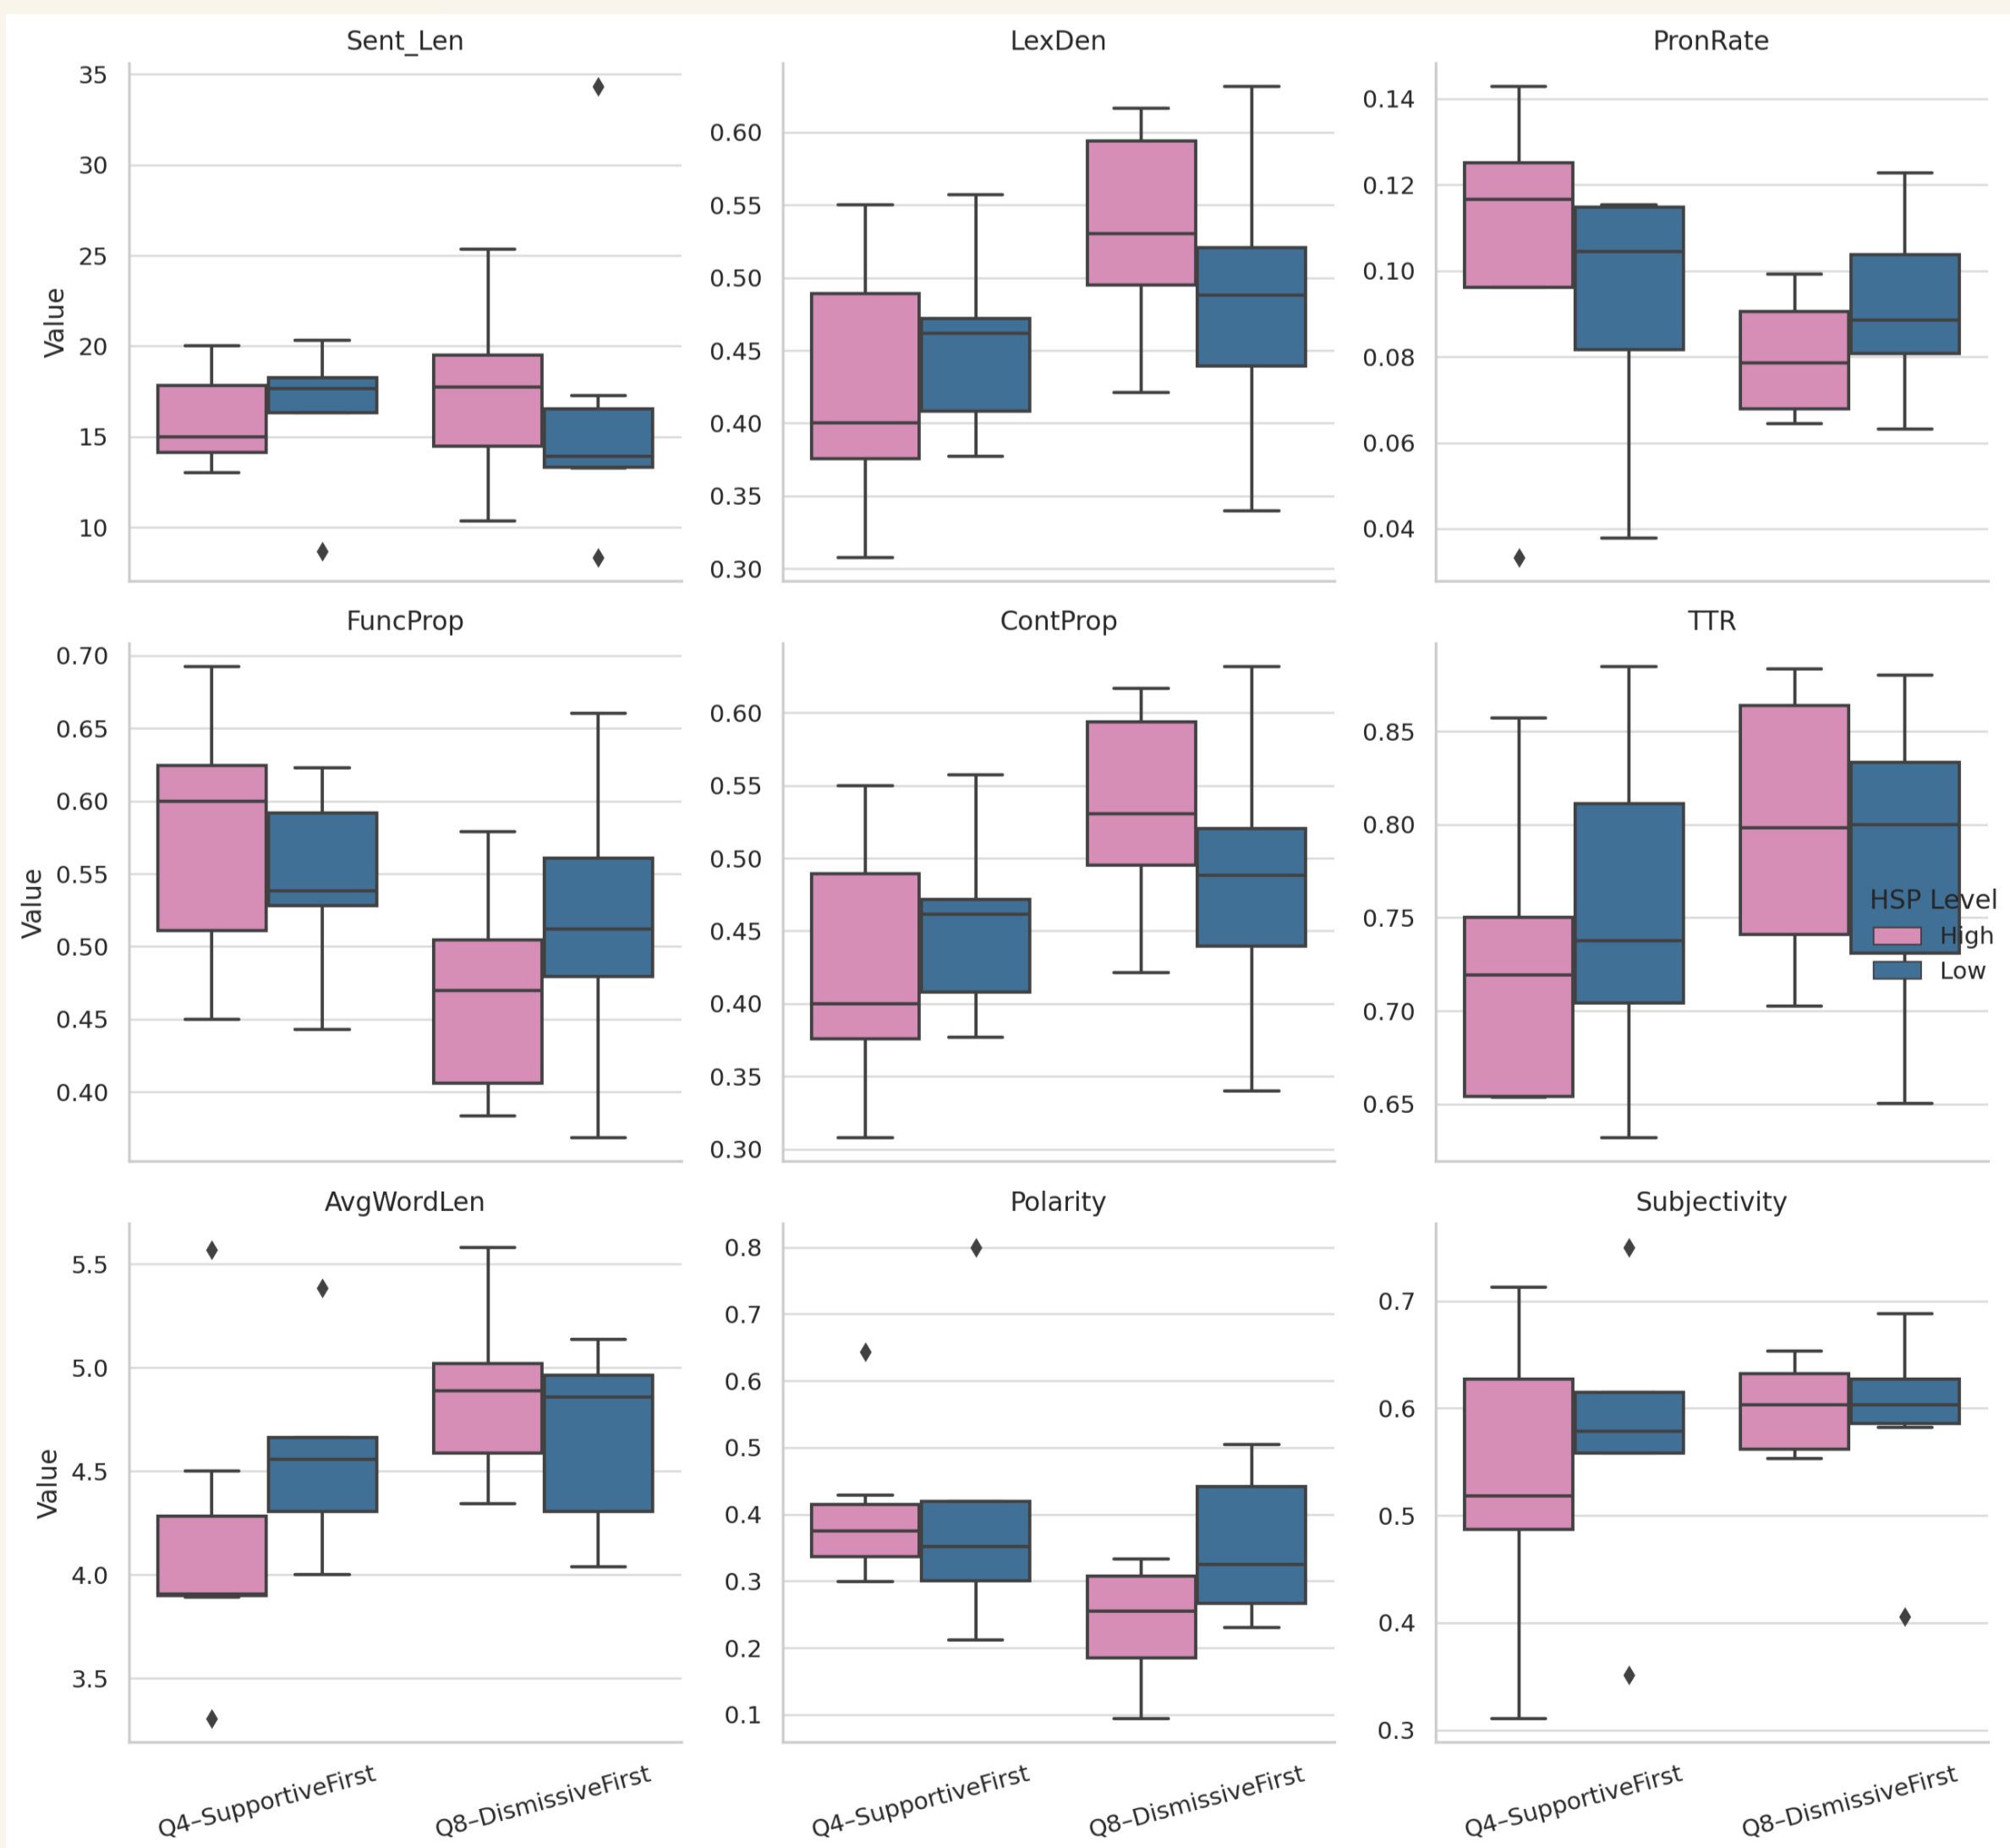 Sent_Len
LexDen
PronRate
35
30
25
20
15
10
Value
0.60
0.55
0.50
0.45
0.40
0.35
0.30
0.14
0.12
0.10
0.08
0.06
0.04
FuncProp
ContProp
TTR
0.70
0.65
0.60
0.55
0.50
0.45
0.40
Value
0.60
0.55
0.50
0.45
0.40
0.35
0.30
0.85
0.80
0.75
0.70
0.65
HSP Level
High
Low
AvgWordLen
Polarity
Subjectivity
5.5
5.0
4.5
4.0
3.5
Value
0.8
0.7
0.6
0.5
0.4
0.3
0.2
0.1
0.7
0.6
0.5
0.4
0.3
Q4–SupportiveFirst
Q8–DismissiveFirst
Q4–SupportiveFirst
Q8–DismissiveFirst
Q4–SupportiveFirst
Q8–DismissiveFirst